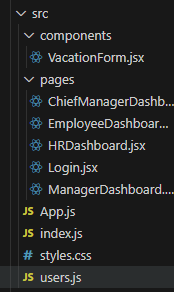 src
components
VacationForm.jsx
pages
ChiefManagerDashb...
EmployeeDashboar...
HRDashboard.jsx
Login.jsx
ManagerDashboard....
JS App.js
JS index.js
# styles.css
JS users.js